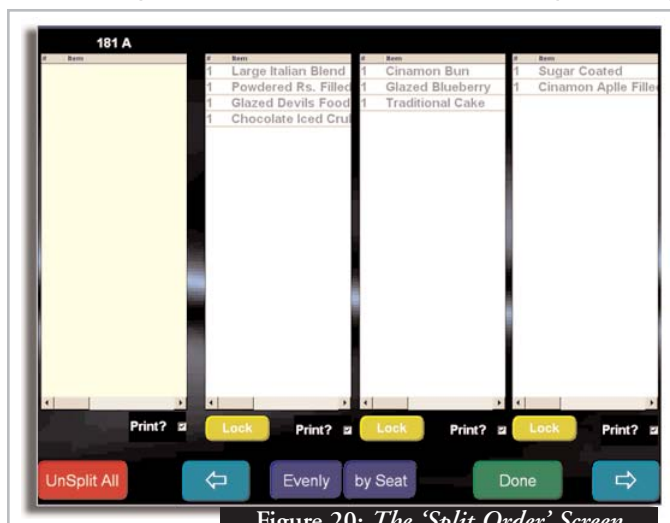 181 A
# Item
# Item
1 Large Italian Blend
1 Powdered Rs. Filled
1 Glazed Devils Food
1 Chocolate Iced Crul
# Item
1 Cinamon Bun
1 Glazed Blueberry
1 Traditional Cake
# Item
1 Sugar Coated
1 Cinamon Aplle Filled
Print?
Lock Print?
Lock Print?
Lock Print?
UnSplit All Evenly by Seat Done
Figure 20: The ‘Split Order’ Screen